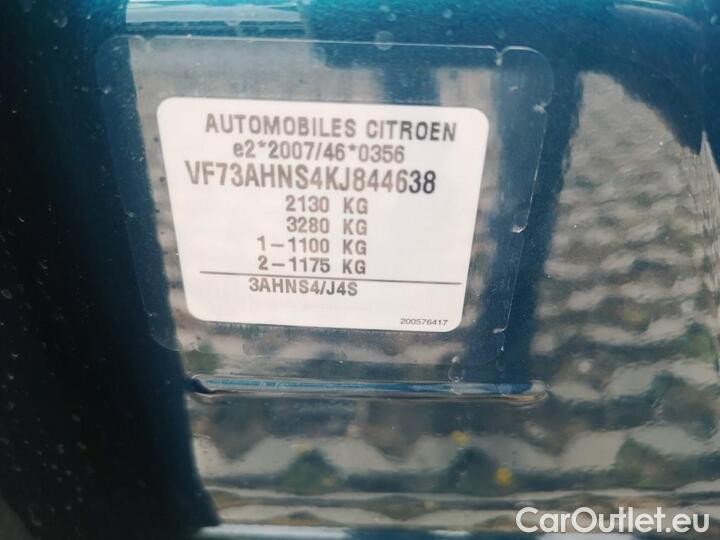 AUTOMOBILES CITROEN
e2*2007/46*0356
VF73AHNS4KJ844638
2130 KG
3280 KG
1-1100 KG
2-1175 KG
3AHNS4/J4S
200576417
CarOutlet.eu